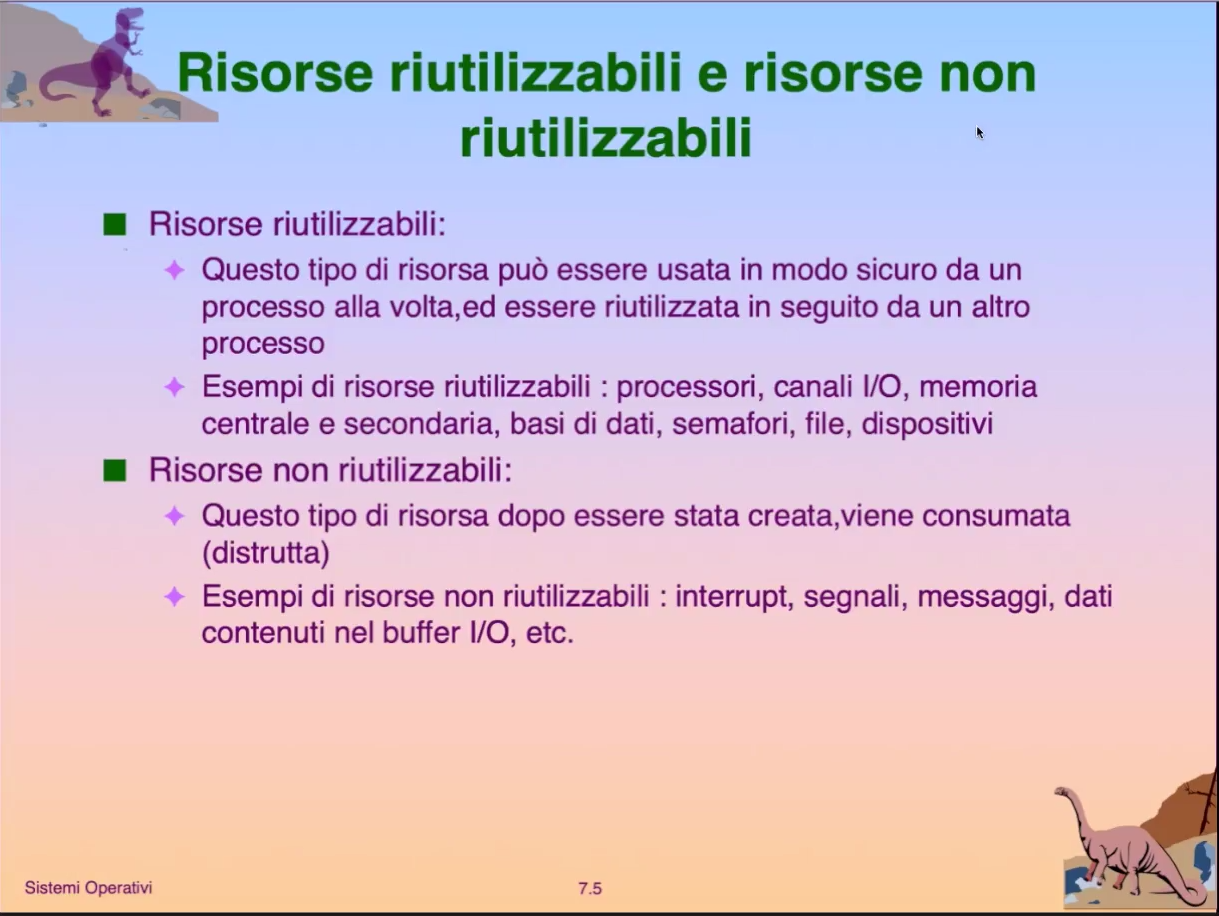 Risorse riutilizzabili e risorse non
riutilizzabili
Risorse riutilizzabili:
Questo tipo di risorsa può essere usata in modo sicuro da un
processo alla volta,ed essere riutilizzata in seguito da un altro
processo
Esempi di risorse riutilizzabili : processori, canali I/O, memoria
centrale e secondaria, basi di dati, semafori, file, dispositivi
Risorse non riutilizzabili:
Questo tipo di risorsa dopo essere stata creata,viene consumata
(distrutta)
Esempi di risorse non riutilizzabili : interrupt, segnali, messaggi, dati
contenuti nel buffer I/O, etc.
Sistemi Operativi
7.5